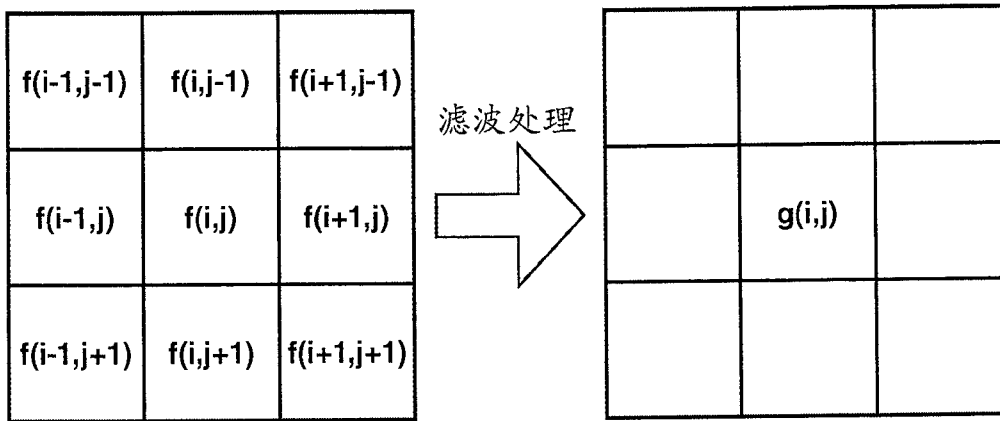 f(i-1,j-1) f(i,j-1) f(i+1,j-1)
滤波处理
f(i-1,j) f(i,j) f(i+1,j) g(i,j)
f(i-1,j+1) f(i,j+1) f(i+1,j+1)